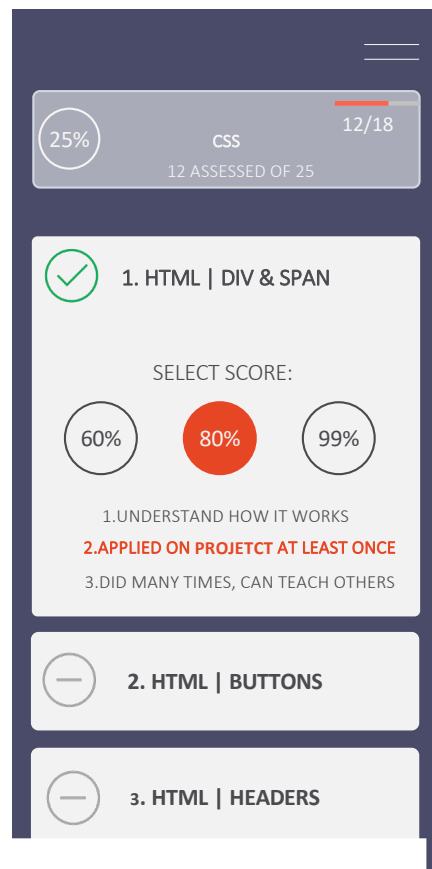 25%
12/18
CSS
12 ASSESSED OF 25
1. HTML | DIV & SPAN
SELECT SCORE:
60% 80% 99%
1.UNDERSTAND HOW IT WORKS
2.APPLIED ON PROJETCT AT LEAST ONCE
3.DID MANY TIMES, CAN TEACH OTHERS
2. HTML | BUTTONS
3. HTML | HEADERS